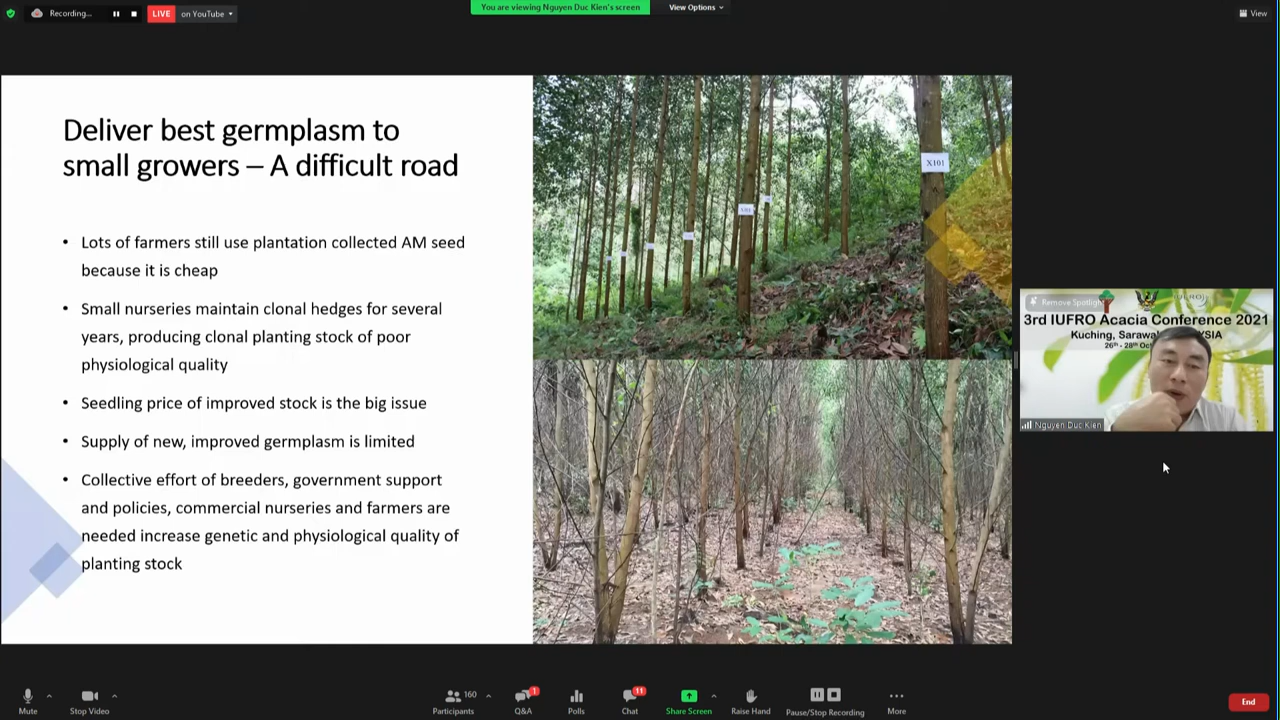 Recording...
LIVE on YouTube
You are viewing Nguyen Duc Kien's screen
View Options
View
Deliver best germplasm to
small growers – A difficult road
• Lots of farmers still use plantation collected AM seed
because it is cheap
• Small nurseries maintain clonal hedges for several
years, producing clonal planting stock of poor
physiological quality
• Seedling price of improved stock is the big issue
• Supply of new, improved germplasm is limited
• Collective effort of breeders, government support
and policies, commercial nurseries and farmers are
needed increase genetic and physiological quality of
planting stock
X101
Remove Spotlight
3rd IUFRO Acacia Conference 2021
Kuching,
26th - 28th
Nguyen Duc Kien
Mute
Stop Video
160
Participants
1
Q&A
Polls
11
Chat
Share Screen
Raise Hand
Pause/Stop Recording
More
End